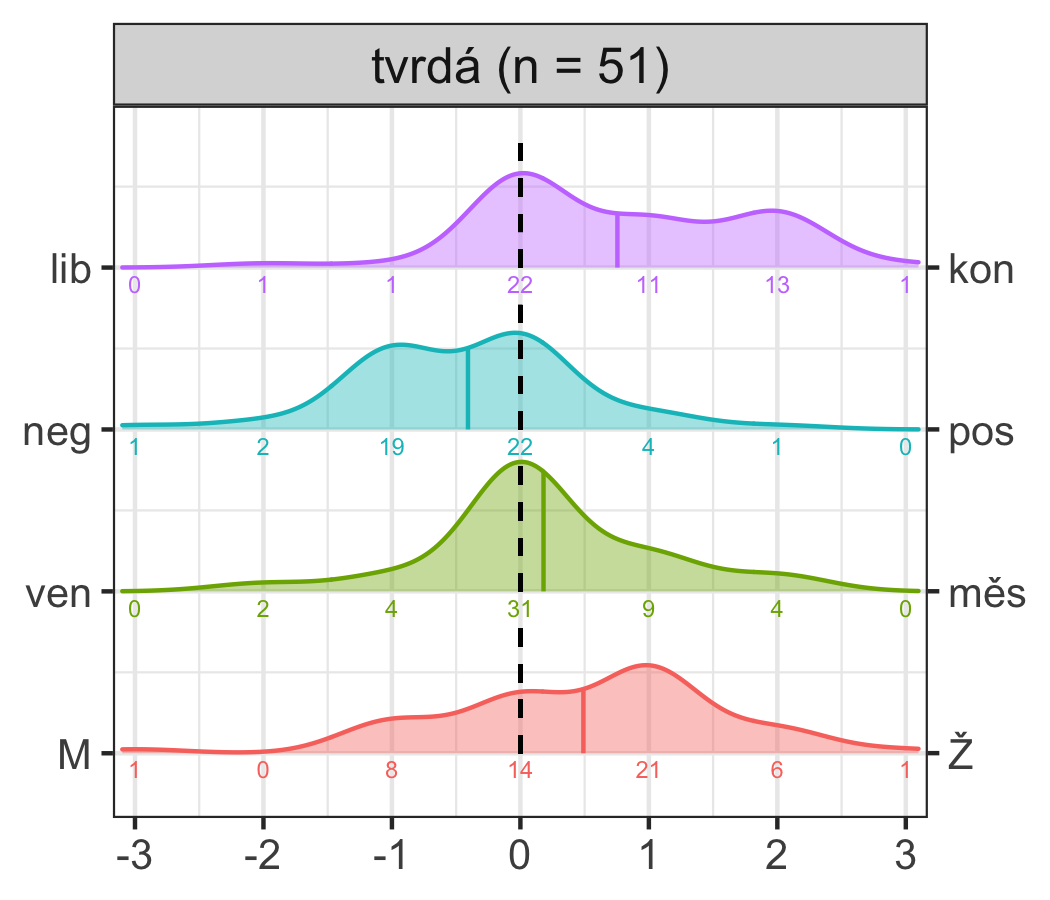 tvrdá (n = 51)
lib kon
0 1 1 22 11 13 1
neg pos
1 2 19 22 4 1 0
ven měs
0 2 4 31 9 4 0
M Ž
1 0 8 14 21 6 1
-3 -2 -1 0 1 2 3